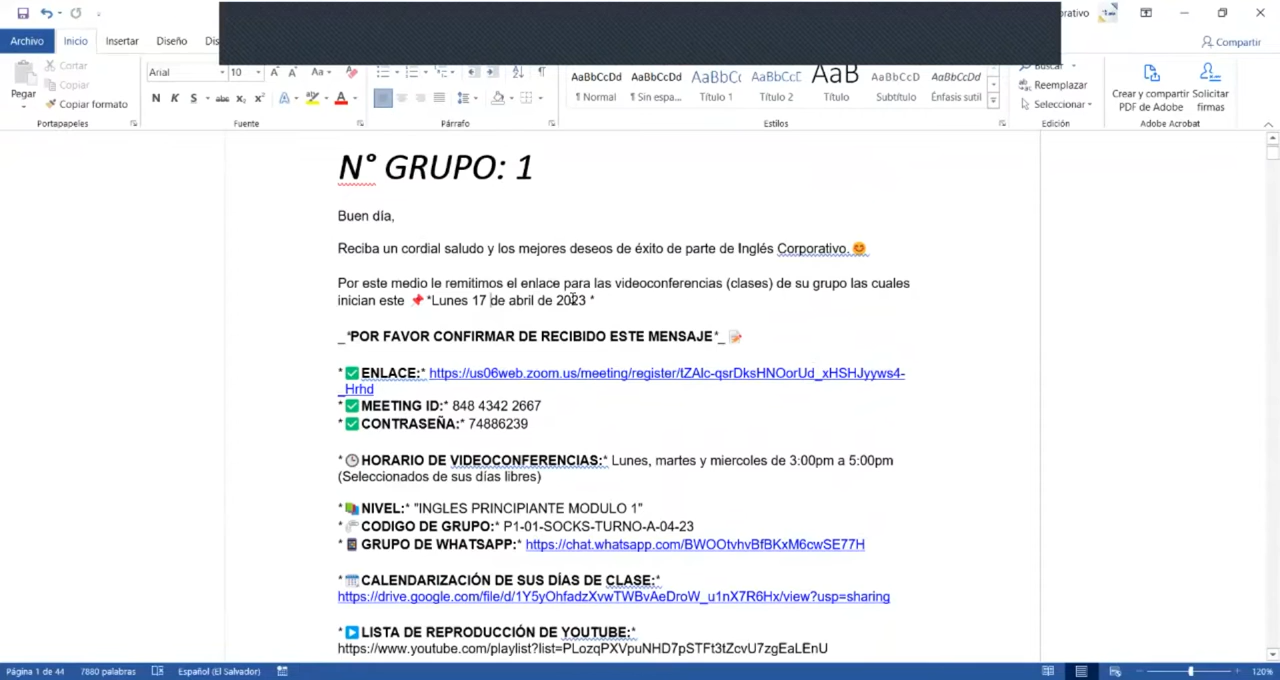 orativo
Archivo Inicio Insertar Diseño Dis
Compartir
Pegar
Cortar
Copiar
Copiar formato
Portapapeles
Arial 10
Fuente
Párrafo
AaBbCcDd AaBbCcDd AaBbCc AaBbCcC AaB AaBbCcD AaBbCcDd
¶ Normal ¶ Sin espa... Título 1 Título 2 Título Subtítulo Énfasis sutil
Estilos
Buscar
Reemplazar
Seleccionar
Edición
Crear y compartir Solicitar
PDF de Adobe firmas
Adobe Acrobat
N° GRUPO: 1
Buen día,
Reciba un cordial saludo y los mejores deseos de éxito de parte de Inglés Corporativo. 😊
Por este medio le remitimos el enlace para las videoconferencias (clases) de su grupo las cuales
inician este 📌 *Lunes 17 de abril de 2023 *
_*POR FAVOR CONFIRMAR DE RECIBIDO ESTE MENSAJE*_ 📝
*✅ENLACE:* https://us06web.zoom.us/meeting/register/tZAlc-qsrDksHNOorUd_xHSHJyyws4-
_Hrhd
*✅MEETING ID:* 848 4342 2667
*✅CONTRASEÑA:* 74886239
*🕒HORARIO DE VIDEOCONFERENCIAS:* Lunes, martes y miercoles de 3:00pm a 5:00pm
(Seleccionados de sus días libres)
*📚NIVEL:* "INGLES PRINCIPIANTE MODULO 1"
* CODIGO DE GRUPO:* P1-01-SOCKS-TURNO-A-04-23
*📱GRUPO DE WHATSAPP:* https://chat.whatsapp.com/BWOOtvhvBfBKxM6cwSE77H
*📅CALENDARIZACIÓN DE SUS DÍAS DE CLASE:*
https://drive.google.com/file/d/1Y5yOhfadzXvwTWBvAeDroW_u1nX7R6Hx/view?usp=sharing
*▶️LISTA DE REPRODUCCIÓN DE YOUTUBE:*
https://www.youtube.com/playlist?list=PLozqPXVpuNHD7pSTFt3tZcvU7zgEaLEnU
Página 1 de 44 7880 palabras Español (El Salvador) 120%